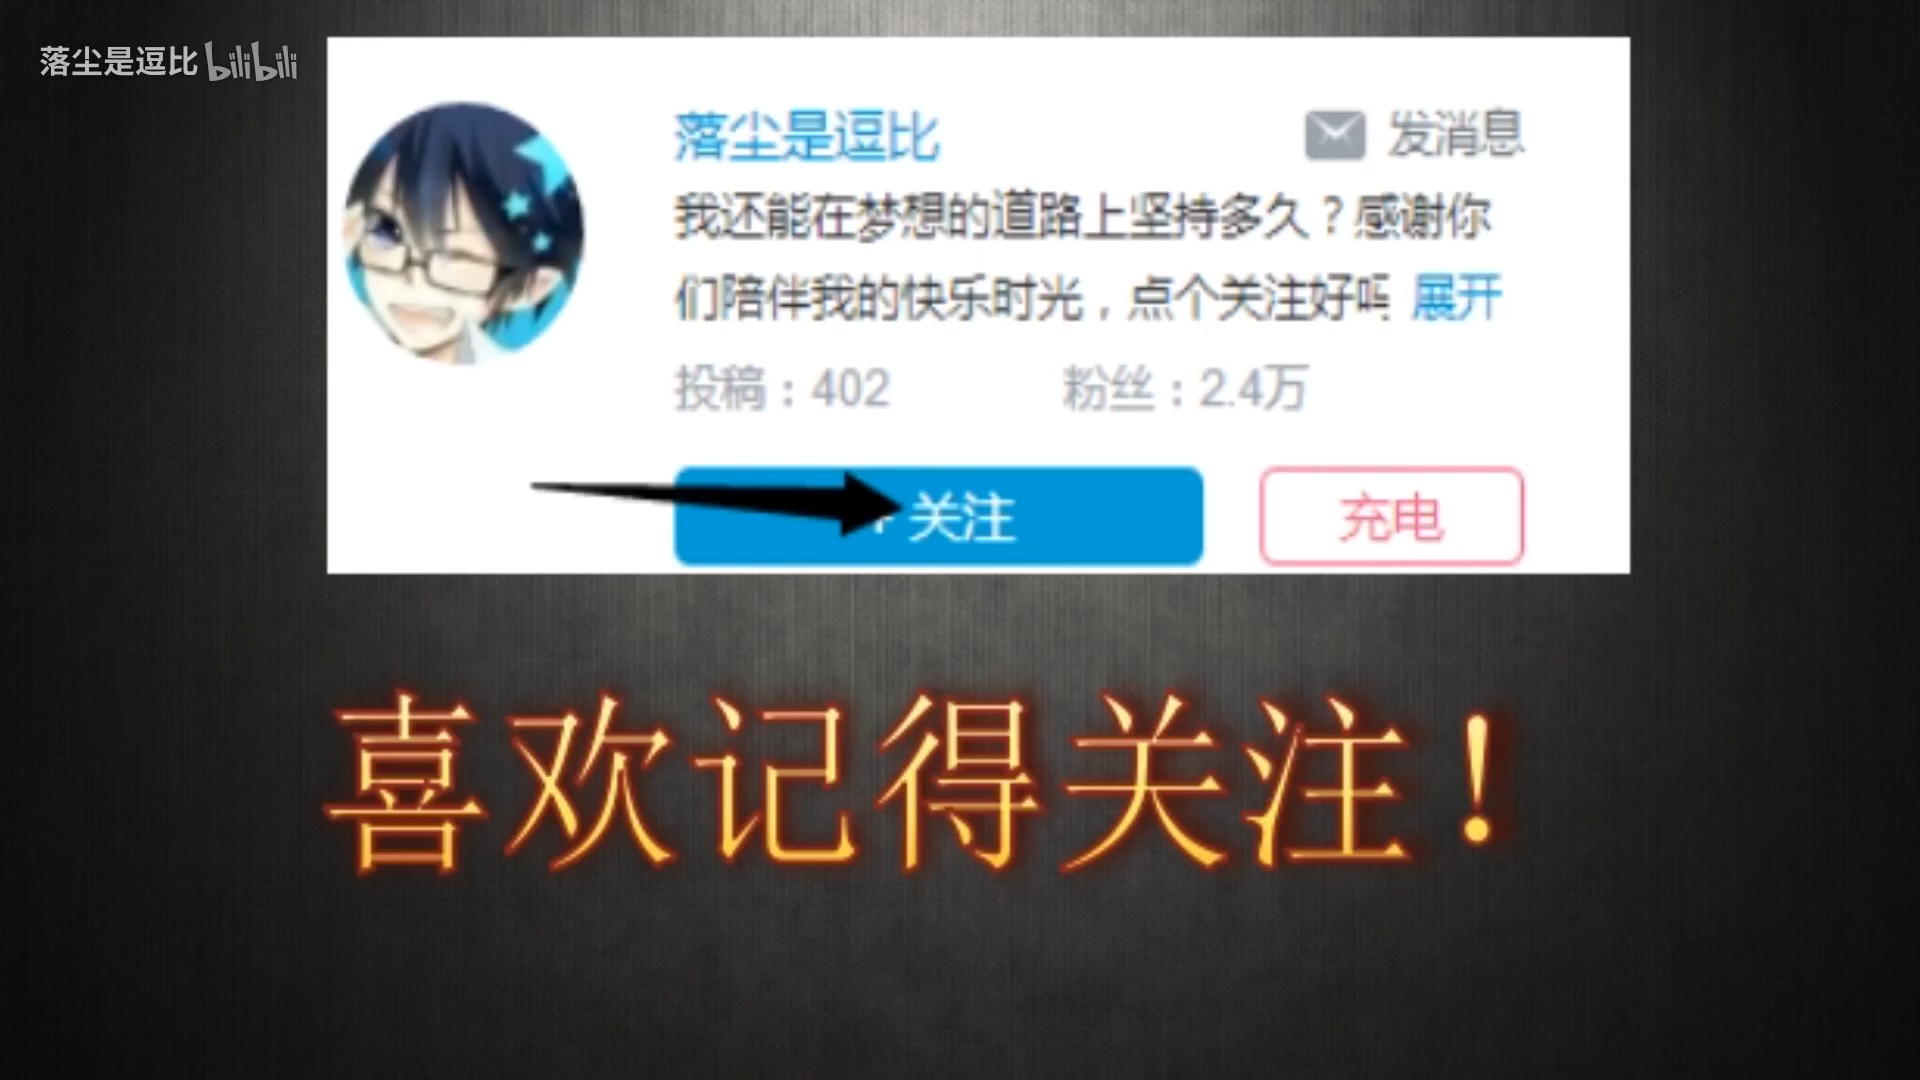 落尘是逗比 bilibili
落尘是逗比 发消息
我还能在梦想的道路上坚持多久？感谢你
们陪伴我的快乐时光，点个关注好吗 展开
投稿：402 粉丝：2.4万
+ 关注 充电
喜欢记得关注！